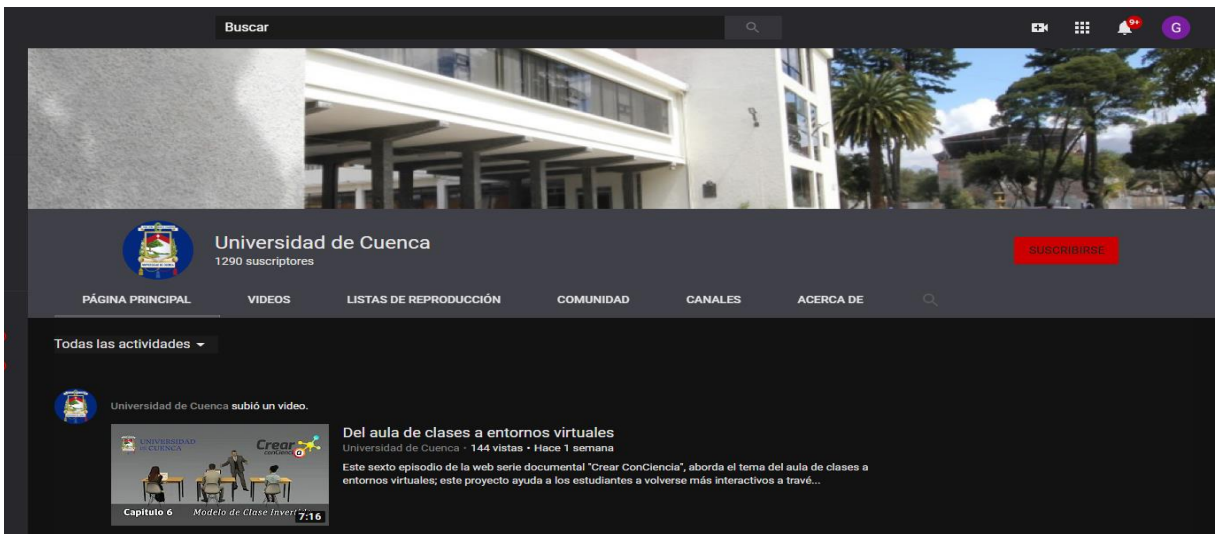 Buscar
9+
G
Universidad de Cuenca
1290 suscriptores
SUSCRIBIRSE
PÁGINA PRINCIPAL VIDEOS LISTAS DE REPRODUCCIÓN COMUNIDAD CANALES ACERCA DE
Todas las actividades
Universidad de Cuenca subió un video.
UNIVERSIDAD
DE CUENCA
Crear
ConCiencia
Capitulo 6 Modelo de Clase
7:16
Del aula de clases a entornos virtuales
Universidad de Cuenca • 144 vistas • Hace 1 semana
Este sexto episodio de la web serie documental "Crear ConCiencia", aborda el tema del aula de clases a
entornos virtuales; este proyecto ayuda a los estudiantes a volverse más interactivos a travé...